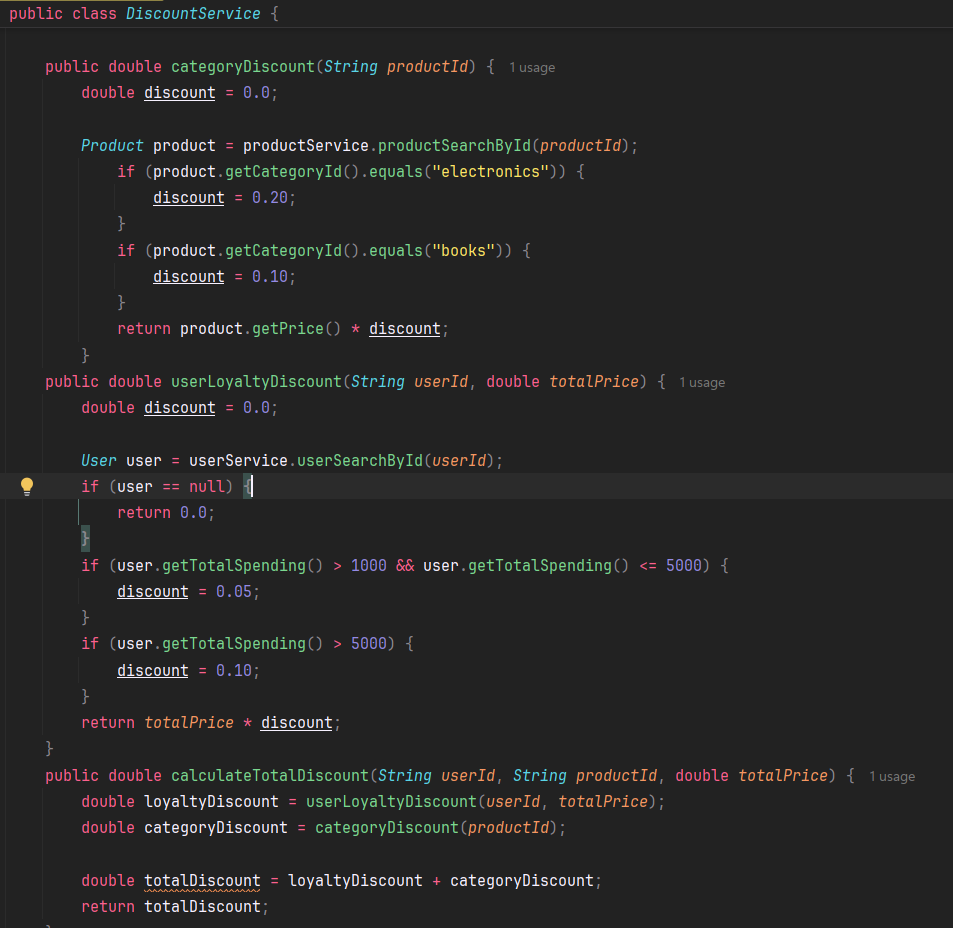 public class DiscountService {
public double categoryDiscount(String productId) { 1 usage
double discount = 0.0;
Product product = productService.productSearchById(productId);
if (product.getCategoryId().equals("electronics")) {
discount = 0.20;
}
if (product.getCategoryId().equals("books")) {
discount = 0.10;
}
return product.getPrice() * discount;
}
public double userLoyaltyDiscount(String userId, double totalPrice) { 1 usage
double discount = 0.0;
User user = userService.userSearchById(userId);
if (user == null) {
return 0.0;
}
if (user.getTotalSpending() > 1000 && user.getTotalSpending() <= 5000) {
discount = 0.05;
}
if (user.getTotalSpending() > 5000) {
discount = 0.10;
}
return totalPrice * discount;
}
public double calculateTotalDiscount(String userId, String productId, double totalPrice) { 1 usage
double loyaltyDiscount = userLoyaltyDiscount(userId, totalPrice);
double categoryDiscount = categoryDiscount(productId);
double totalDiscount = loyaltyDiscount + categoryDiscount;
return totalDiscount;